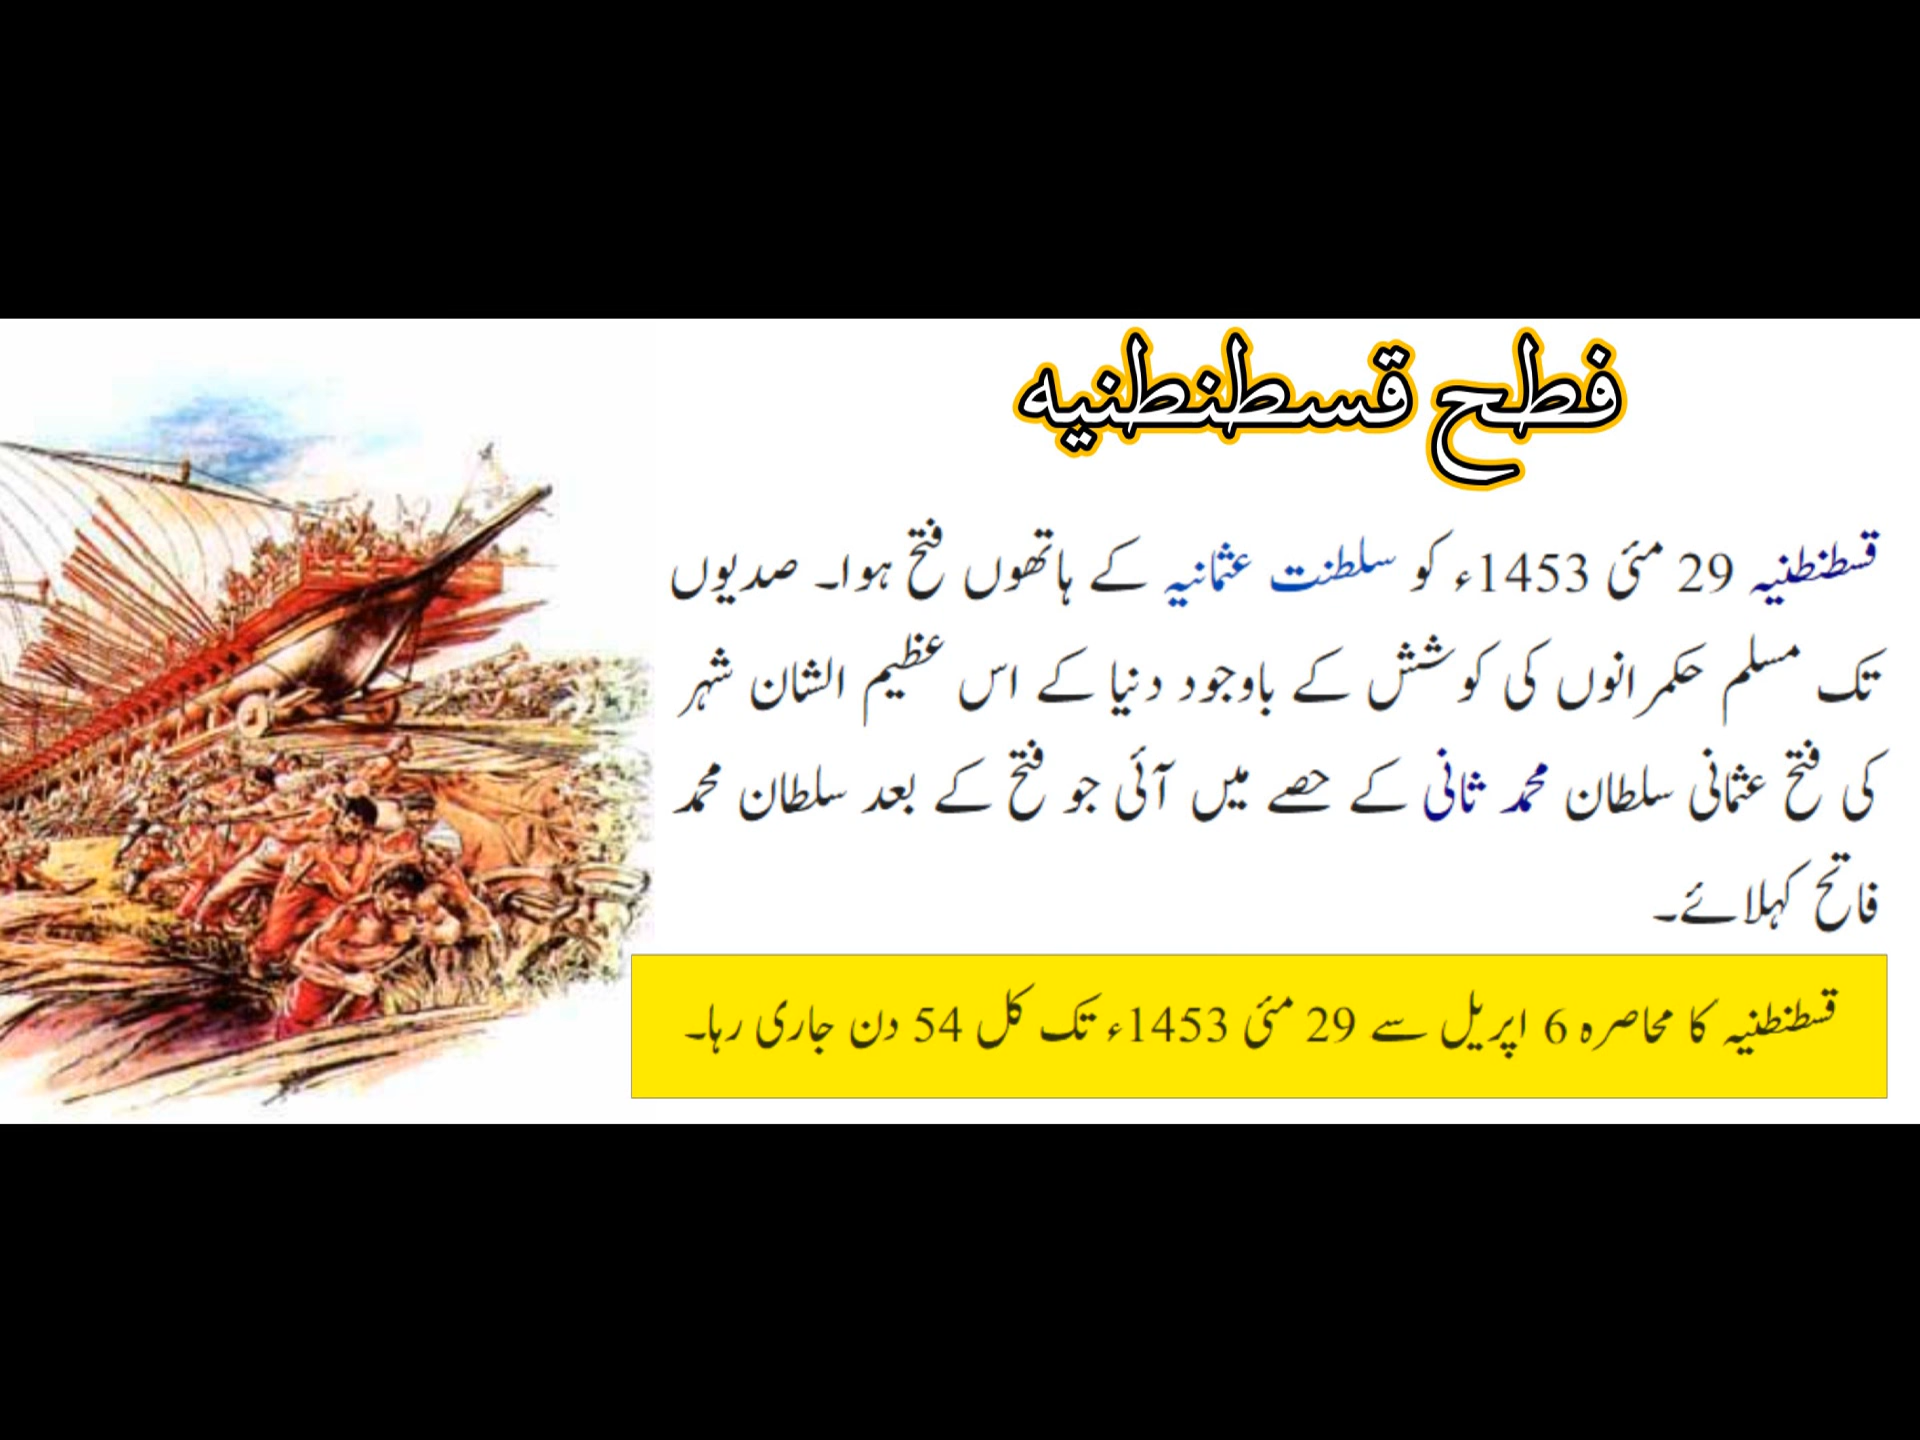 فطح قسطنطنیہ
قسطنطنیہ 29 مئی 1453ء کو سلطنت عثمانیہ کے ہاتھوں فتح ہوا۔ صدیوں
تک مسلم حکمرانوں کی کوشش کے باوجود دنیا کے اس عظیم الشان شہر
کی فتح عثمانی سلطان محمد ثانی کے حصے میں آئی جو فتح کے بعد سلطان محمد
فاتح کہلائے۔
قسطنطنیہ کا محاصرہ 6 اپریل سے 29 مئی 1453ء تک کل 54 دن جاری رہا۔